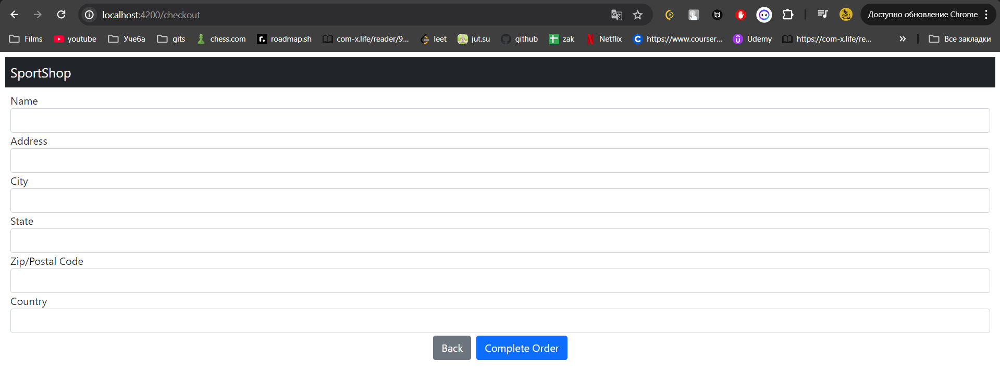 localhost:4200/checkout
Доступно обновление Chrome
Films youtube Учеба gits chess.com roadmap.sh com-x.life/reader/9... leet jut.su github zak Netflix https://www.courser... Udemy https://com-x.life/re... » Все закладки
SportShop
Name
Address
City
State
Zip/Postal Code
Country
Back Complete Order